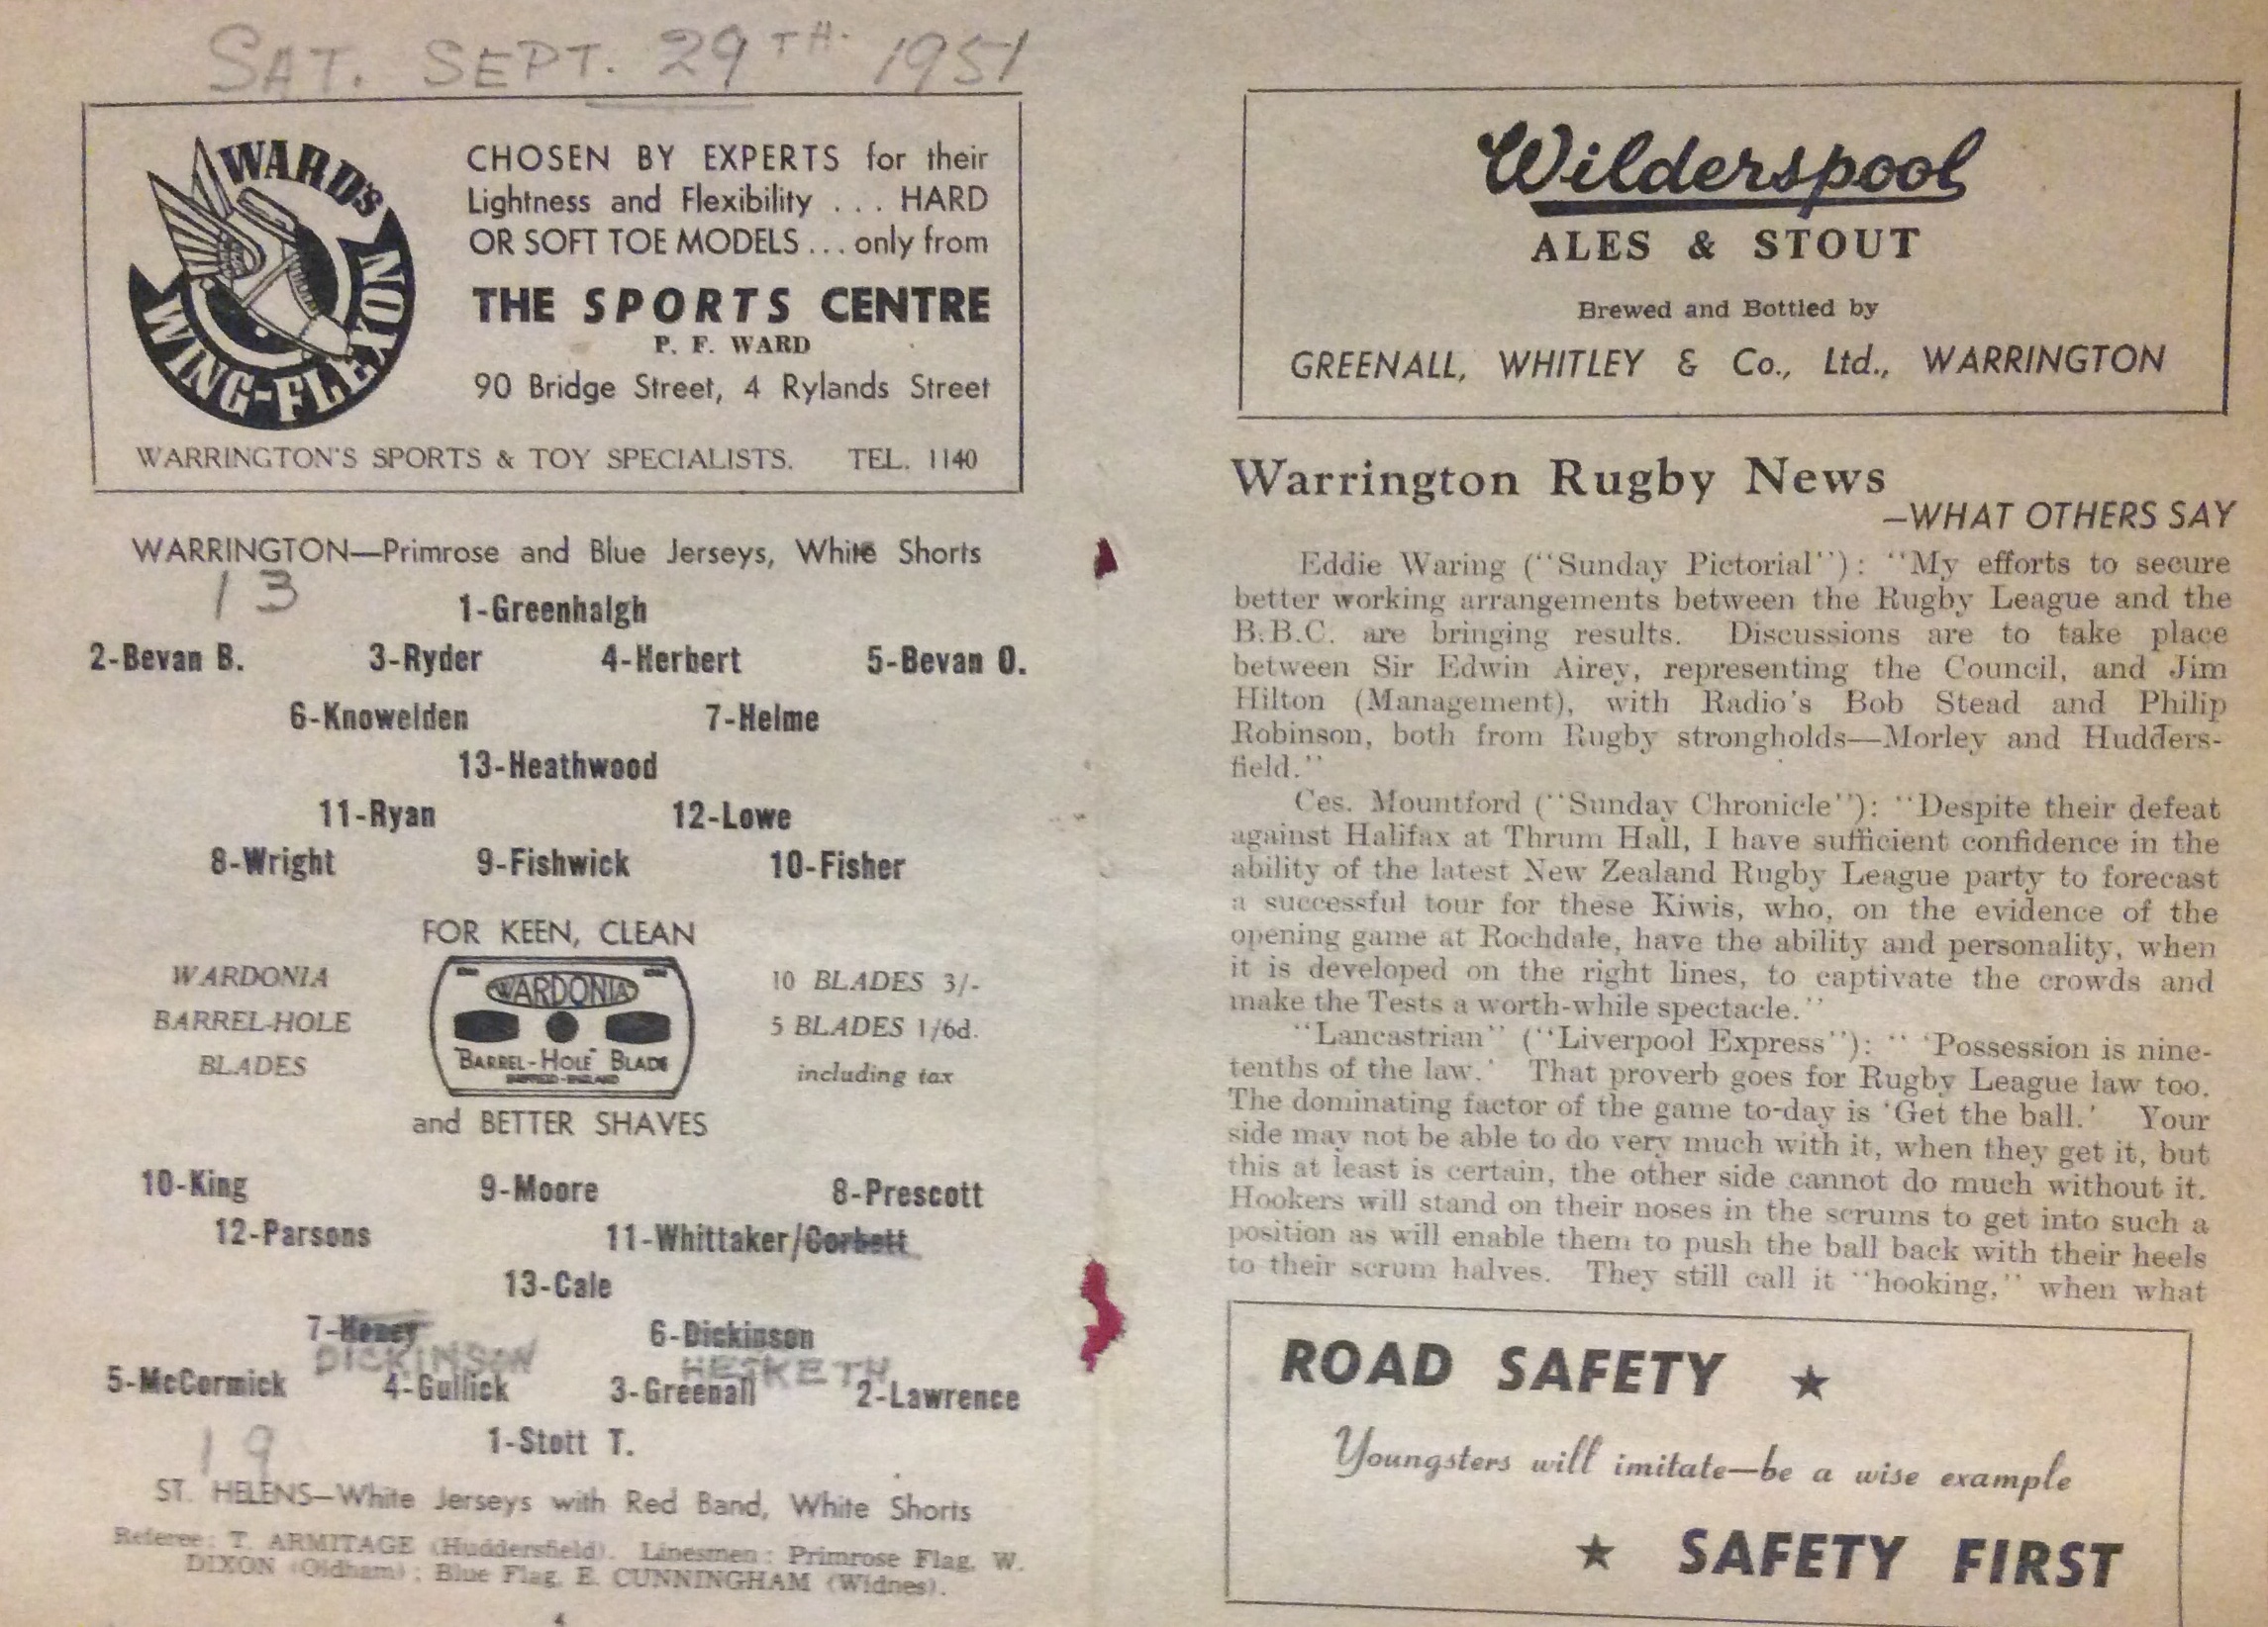 SAT. SEPT. 29TH. 1951
WARD'S NOX
WING-FLEX
CHOSEN BY EXPERTS for their
Lightness and Flexibility . . . HARD
OR SOFT TOE MODELS . . . only from
THE SPORTS CENTRE
P. F. WARD
90 Bridge Street, 4 Rylands Street
WARRINGTON'S SPORTS & TOY SPECIALISTS. TEL. 1140
WARRINGTON—Primrose and Blue Jerseys, White Shorts
13
1-Greenhalgh
2-Bevan B. 3-Ryder 4-Herbert 5-Bevan O.
6-Knowelden 7-Helme
13-Heathwood
11-Ryan 12-Lowe
8-Wright 9-Fishwick 10-Fisher
FOR KEEN, CLEAN
WARDONIA
BARREL-HOLE
BLADES
WARDONIA
"BARREL-HOLE" BLADE
SHEFFIELD-ENGLAND
10 BLADES 3/-
5 BLADES 1/6d.
including tax
and BETTER SHAVES
10-King 9-Moore 8-Prescott
12-Parsons 11-Whittaker/Corbett
13-Cale
7-Honey 6-Dickinson
DICKINSON HESKETH
5-McCormick 4-Gullick 3-Greenall 2-Lawrence
1-Stott T.
19
ST. HELENS—White Jerseys with Red Band, White Shorts
Referee: T. ARMITAGE (Huddersfield). Linesmen: Primrose Flag, W.
DIXON (Oldham); Blue Flag, E. CUNNINGHAM (Widnes).
4
Wilderspool
ALES & STOUT
Brewed and Bottled by
GREENALL, WHITLEY & Co., Ltd., WARRINGTON
Warrington Rugby News
—WHAT OTHERS SAY
Eddie Waring ("Sunday Pictorial"): "My efforts to secure
better working arrangements between the Rugby League and the
B.B.C. are bringing results. Discussions are to take place
between Sir Edwin Airey, representing the Council, and Jim
Hilton (Management), with Radio's Bob Stead and Philip
Robinson, both from Rugby strongholds—Morley and Hudders-
field."
Ces. Mountford ("Sunday Chronicle"): "Despite their defeat
against Halifax at Thrum Hall, I have sufficient confidence in the
ability of the latest New Zealand Rugby League party to forecast
a successful tour for these Kiwis, who, on the evidence of the
opening game at Rochdale, have the ability and personality, when
it is developed on the right lines, to captivate the crowds and
make the Tests a worth-while spectacle."
"Lancastrian" ("Liverpool Express"): " 'Possession is nine-
tenths of the law.' That proverb goes for Rugby League law too.
The dominating factor of the game to-day is 'Get the ball.' Your
side may not be able to do very much with it, when they get it, but
this at least is certain, the other side cannot do much without it.
Hookers will stand on their noses in the scrums to get into such a
position as will enable them to push the ball back with their heels
to their scrum halves. They still call it "hooking," when what
ROAD SAFETY ★
Youngsters will imitate—be a wise example
★ SAFETY FIRST